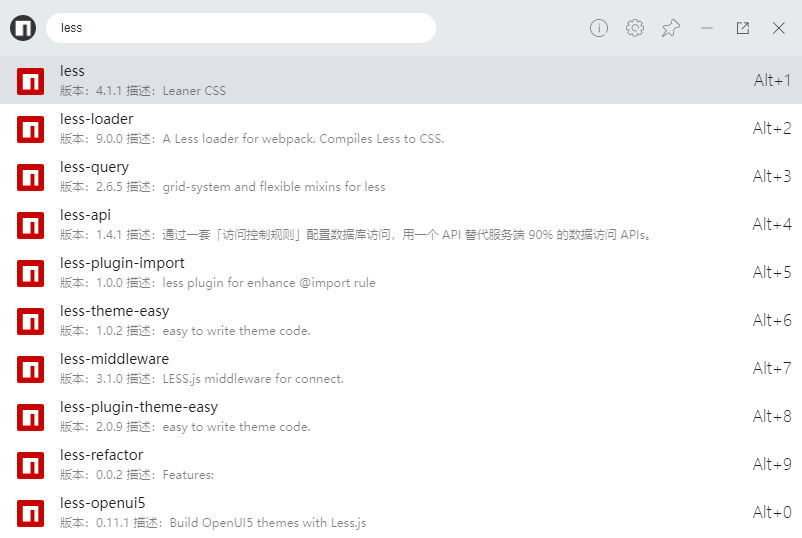 less
less
版本：4.1.1 描述：Leaner CSS
Alt+1
less-loader
版本：9.0.0 描述：A Less loader for webpack. Compiles Less to CSS.
Alt+2
less-query
版本：2.6.5 描述：grid-system and flexible mixins for less
Alt+3
less-api
版本：1.4.1 描述：通过一套「访问控制规则」配置数据库访问，用一个 API 替代服务端 90% 的数据访问 APIs。
Alt+4
less-plugin-import
版本：1.0.0 描述：less plugin for enhance @import rule
Alt+5
less-theme-easy
版本：1.0.2 描述：easy to write theme code.
Alt+6
less-middleware
版本：3.1.0 描述：LESS.js middleware for connect.
Alt+7
less-plugin-theme-easy
版本：2.0.9 描述：easy to write theme code.
Alt+8
less-refactor
版本：0.0.2 描述：Features:
Alt+9
less-openui5
版本：0.11.1 描述：Build OpenUI5 themes with Less.js
Alt+0